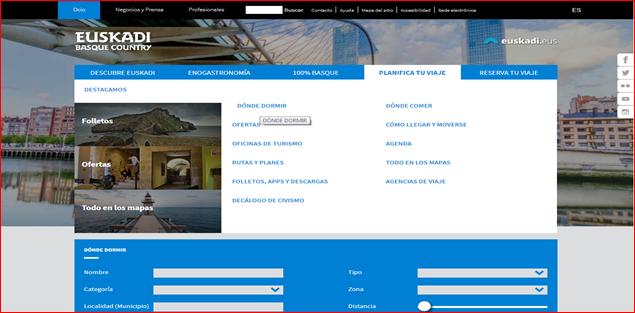 Ocio Negocios y Prensa Profesionales Buscar Contacto Ayuda Mapa del sitio Accesibilidad Sede electrónica ES
EUSKADI
BASQUE COUNTRY
euskadi.eus
DESCUBRE EUSKADI ENOGASTRONOMÍA 100% BASQUE PLANIFICA TU VIAJE RESERVA TU VIAJE
DESTACAMOS
Folletos
Ofertas
Todo en los mapas
DÓNDE DORMIR
OFERTAS
DÓNDE DORMIR
OFICINAS DE TURISMO
RUTAS Y PLANES
FOLLETOS, APPS Y DESCARGAS
DECÁLOGO DE CIVISMO
DÓNDE COMER
CÓMO LLEGAR Y MOVERSE
AGENDA
TODO EN LOS MAPAS
AGENCIAS DE VIAJE
DÓNDE DORMIR
Nombre Tipo
Categoría Zona
Localidad (Municipio) Distancia